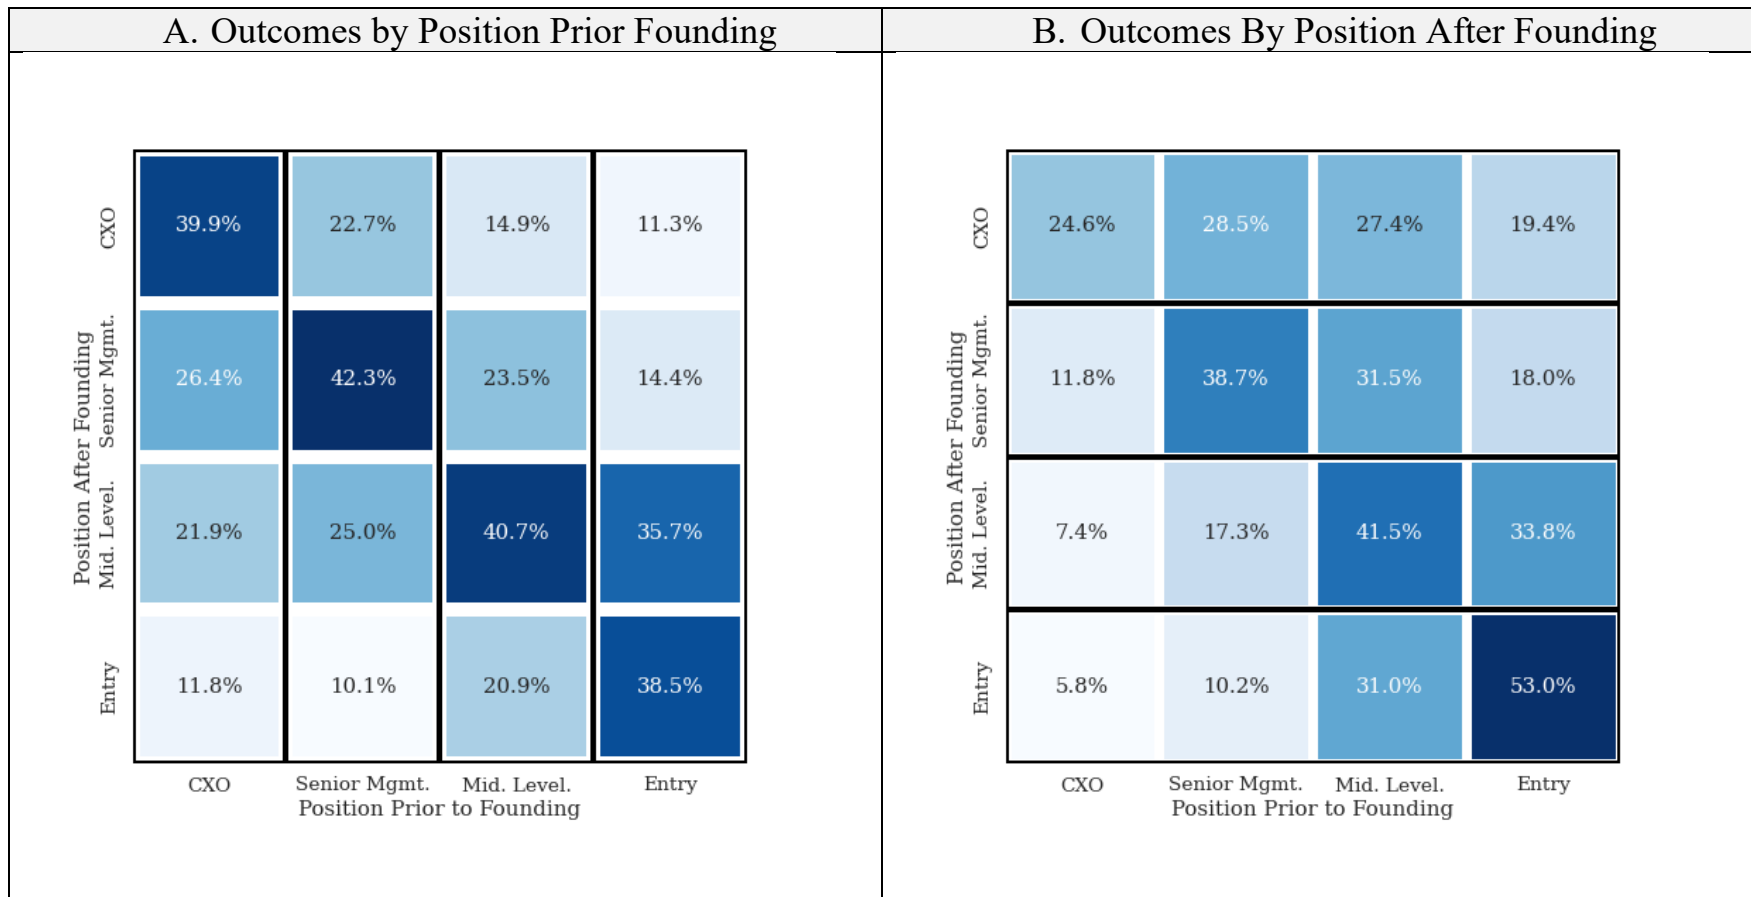 A. Outcomes by Position Prior Founding
CXO
39.9% 22.7% 14.9% 11.3%
Senior Mgmt.
26.4% 42.3% 23.5% 14.4%
Position After Founding
Mid. Level.
21.9% 25.0% 40.7% 35.7%
Entry
11.8% 10.1% 20.9% 38.5%
CXO Senior Mgmt. Mid. Level. Entry
Position Prior to Founding
B. Outcomes By Position After Founding
CXO
24.6% 28.5% 27.4% 19.4%
Senior Mgmt.
11.8% 38.7% 31.5% 18.0%
Position After Founding
Mid. Level.
7.4% 17.3% 41.5% 33.8%
Entry
5.8% 10.2% 31.0% 53.0%
CXO Senior Mgmt. Mid. Level. Entry
Position Prior to Founding